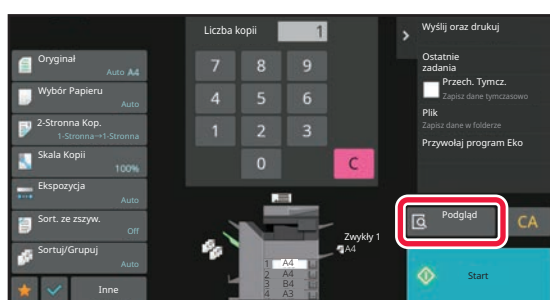 Liczba kopii
1
Oryginał
Auto A4
Wybór Papieru
Auto
2-Stronna Kop.
1-Stronna→1-Stronna
Skala Kopii
100%
Ekspozycja
Auto
Sort. ze zszyw.
Off
Sortuj/Grupuj
Auto
Inne
7 8 9
4 5 6
1 2 3
0 C
Zwykły 1
A4
1 A4
2 A4
3 B4
4 A3
Wyślij oraz drukuj
Ostatnie
zadania
Przech. Tymcz.
Zapisz dane tymczasowo
Plik
Zapisz dane w folderze
Przywołaj program Eko
Podgląd
CA
Start